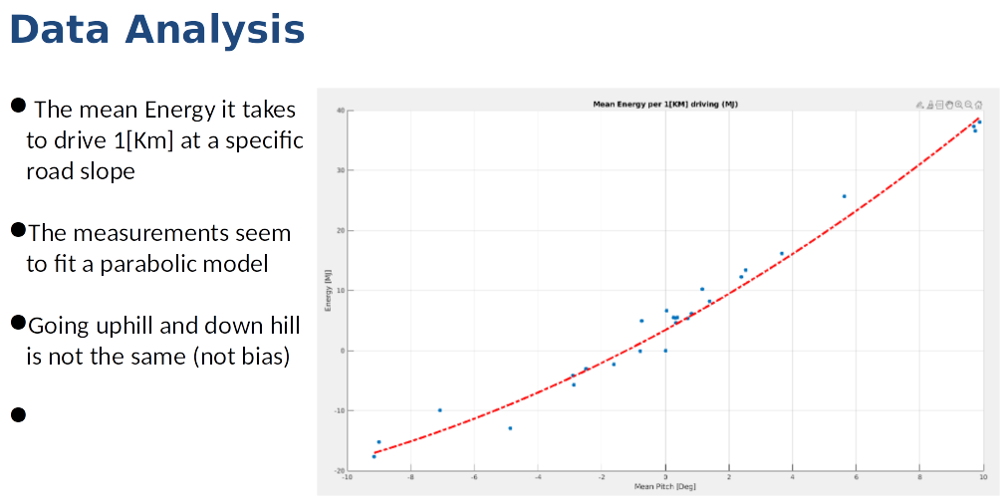 Data Analysis
● The mean Energy it takes
to drive 1[Km] at a specific
road slope
●The measurements seem
to fit a parabolic model
●Going uphill and down hill
is not the same (not bias)
●
Mean Energy per 1[KM] driving (MJ)
Energy [MJ]
40
30
20
10
0
-10
-20
-10 -8 -6 -4 -2 0 2 4 6 8 10
Mean Pitch [Deg]